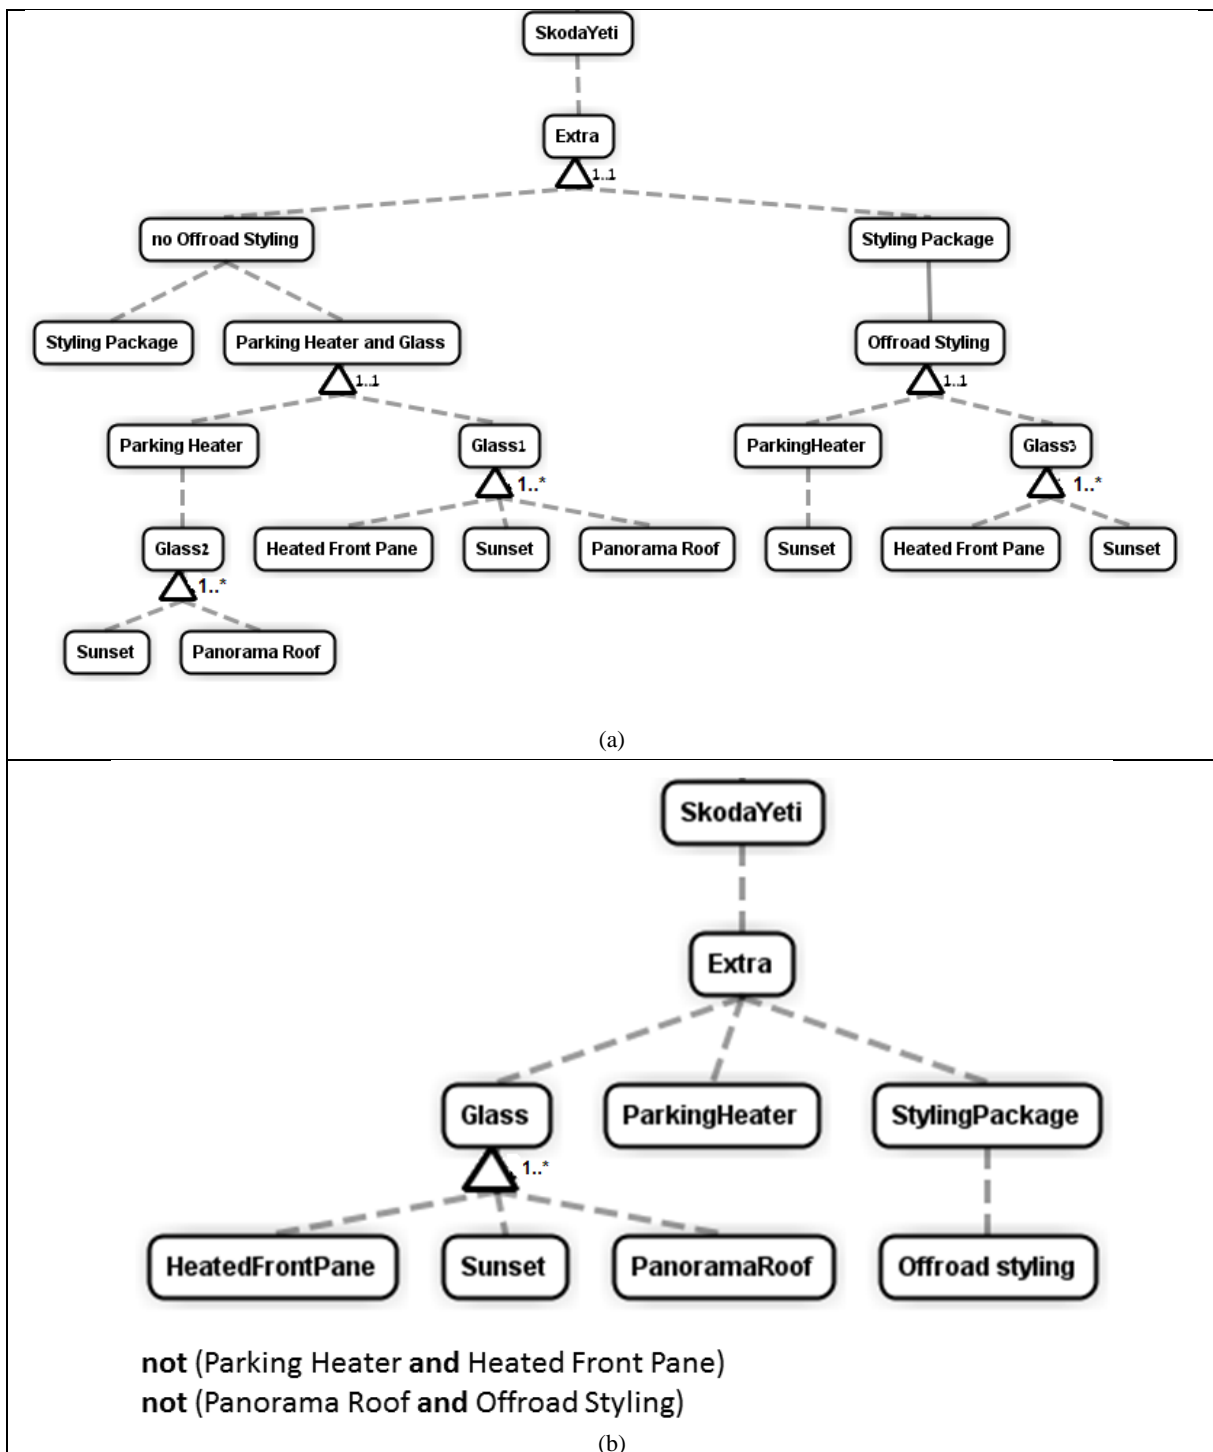 SkodaYeti
Extra
1..1
no Offroad Styling
Styling Package
Styling Package
Parking Heater and Glass
Offroad Styling
1..1
1..1
Parking Heater
Glass1
ParkingHeater
Glass3
1..*
1..*
Glass2
Heated Front Pane
Sunset
Panorama Roof
Sunset
Heated Front Pane
Sunset
1..*
Sunset
Panorama Roof
(a)
SkodaYeti
Extra
Glass
ParkingHeater
StylingPackage
1..*
HeatedFrontPane
Sunset
PanoramaRoof
Offroad styling
not (Parking Heater and Heated Front Pane)
not (Panorama Roof and Offroad Styling)
(b)